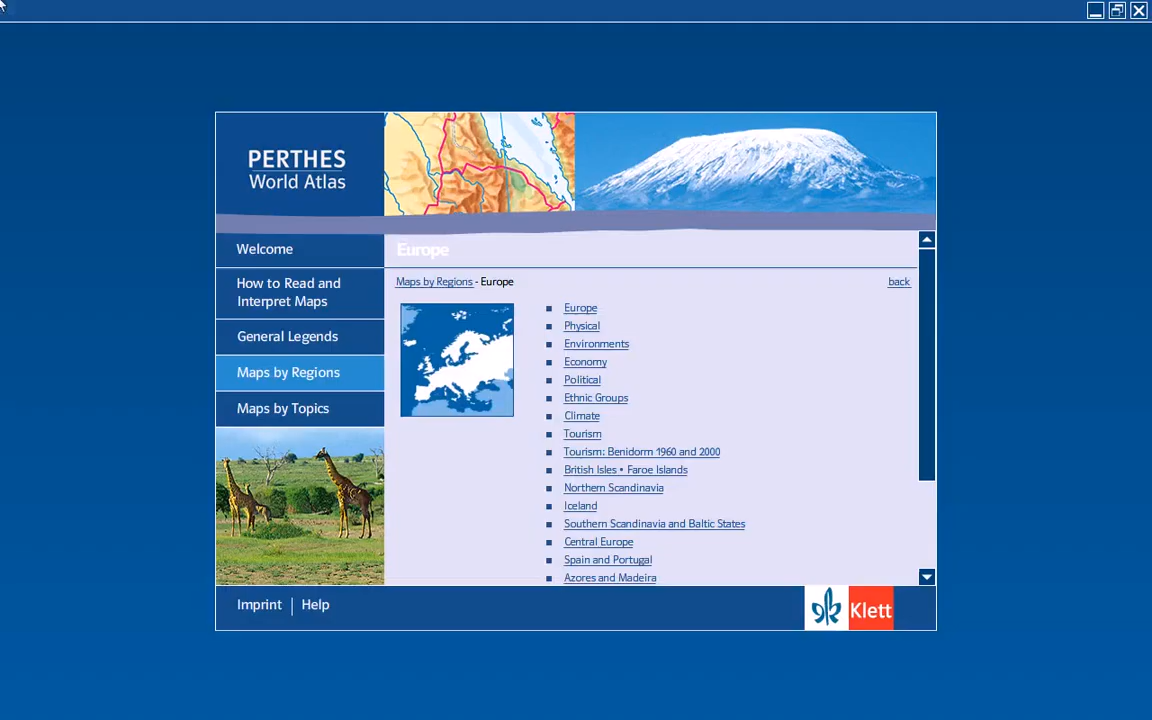 PERTHES
World Atlas
Welcome
How to Read and
Interpret Maps
General Legends
Maps by Regions
Maps by Topics
Europe
Maps by Regions - Europe
back
Europe
Physical
Environments
Economy
Political
Ethnic Groups
Climate
Tourism
Tourism: Benidorm 1960 and 2000
British Isles • Faroe Islands
Northern Scandinavia
Iceland
Southern Scandinavia and Baltic States
Central Europe
Spain and Portugal
Azores and Madeira
Imprint | Help
Klett